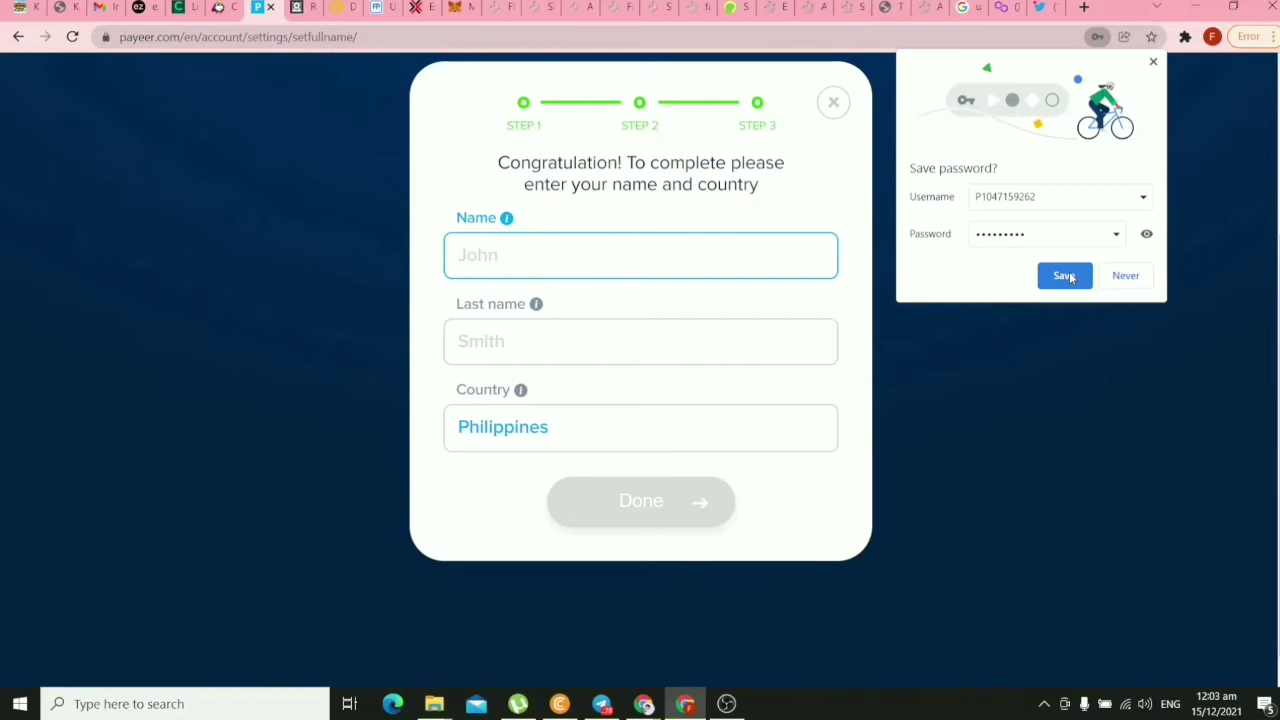 payeer.com/en/account/settings/setfullname/
Error
STEP 1
STEP 2
STEP 3
Congratulation! To complete please
enter your name and country
Name
John
Last name
Smith
Country
Philippines
Done
Save password?
Username
P1047159262
Password
Save
Never
Type here to search
ENG
12:03 am
15/12/2021